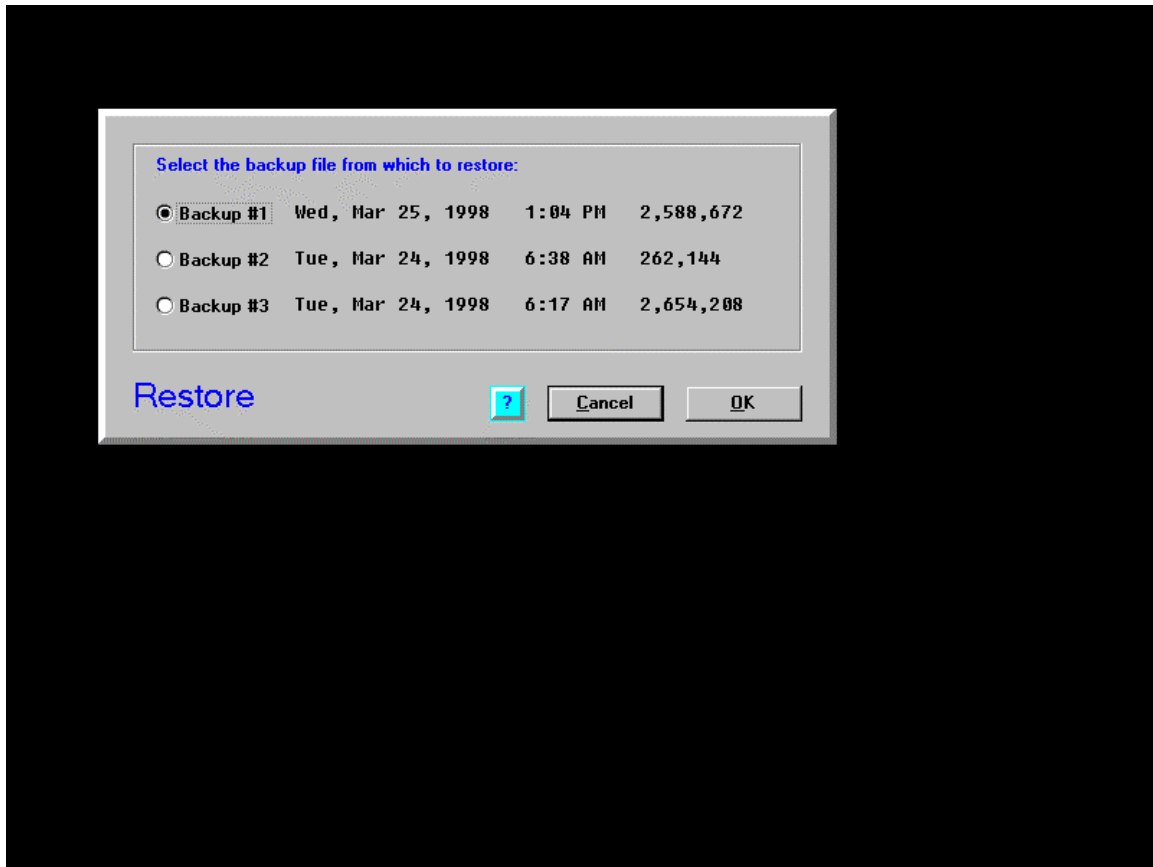 Select the backup file from which to restore:
Backup #1 Wed, Mar 25, 1998 1:04 PM 2,588,672
Backup #2 Tue, Mar 24, 1998 6:38 AM 262,144
Backup #3 Tue, Mar 24, 1998 6:17 AM 2,654,208
Restore ? Cancel OK